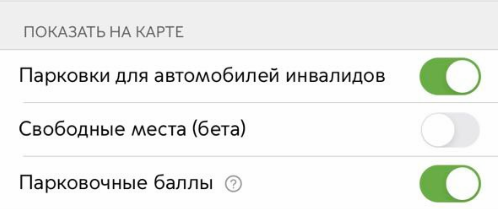 ПОКАЗАТЬ НА КАРТЕ
Парковки для автомобилей инвалидов
Свободные места (бета)
Парковочные баллы ?